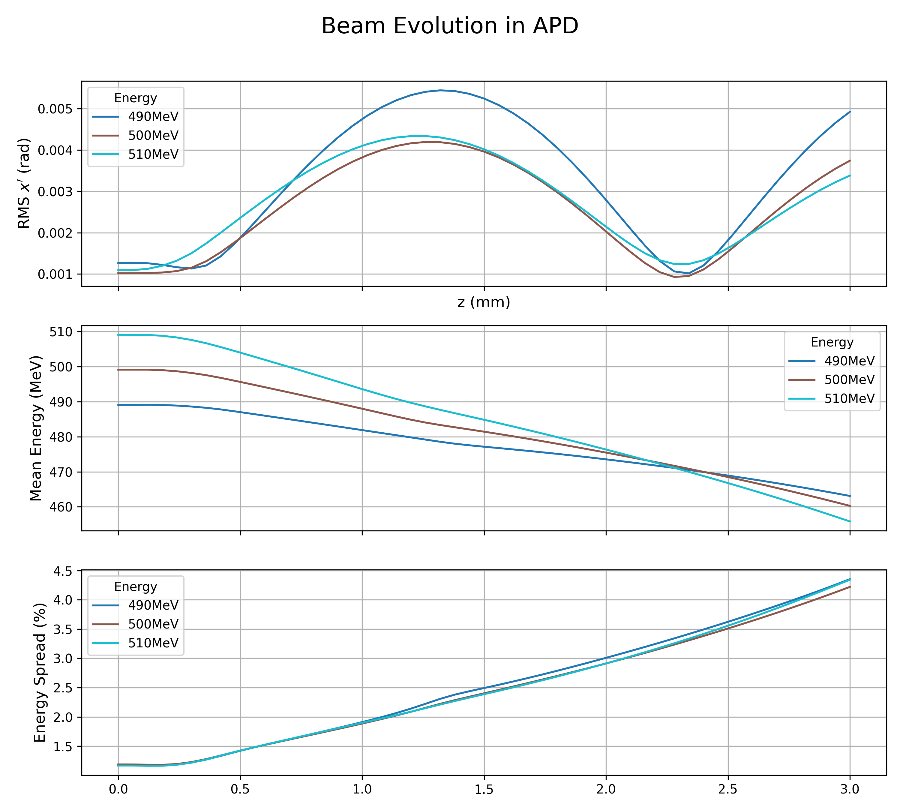 Beam Evolution in APD
RMS x′ (rad)
0.005
0.004
0.003
0.002
0.001
Energy
490MeV
500MeV
510MeV
z (mm)
Mean Energy (MeV)
510
500
490
480
470
460
Energy
490MeV
500MeV
510MeV
Energy Spread (%)
4.5
4.0
3.5
3.0
2.5
2.0
1.5
Energy
490MeV
500MeV
510MeV
0.0 0.5 1.0 1.5 2.0 2.5 3.0